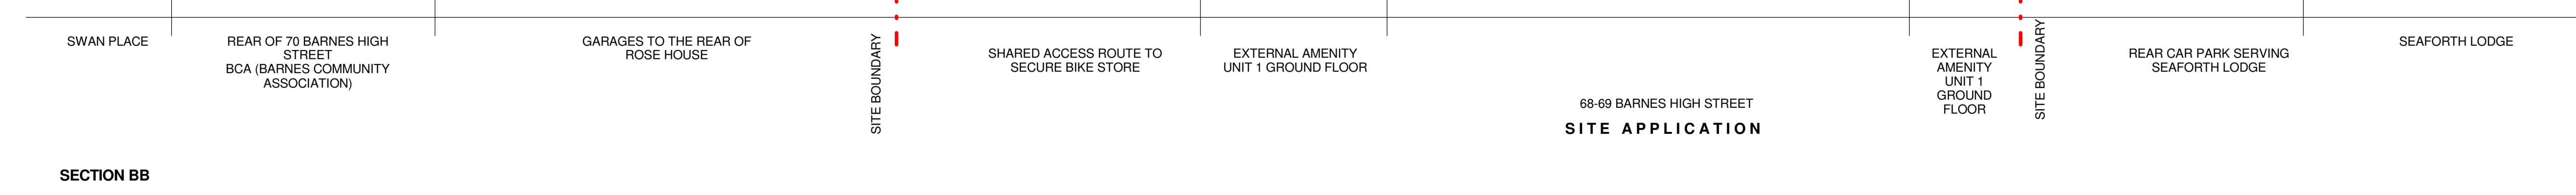 SWAN PLACE
REAR OF 70 BARNES HIGH
STREET
BCA (BARNES COMMUNITY
ASSOCIATION)
GARAGES TO THE REAR OF
ROSE HOUSE
SITE BOUNDARY
SHARED ACCESS ROUTE TO
SECURE BIKE STORE
EXTERNAL AMENITY
UNIT 1 GROUND FLOOR
68-69 BARNES HIGH STREET
SITE APPLICATION
EXTERNAL
AMENITY
UNIT 1
GROUND
FLOOR
SITE BOUNDARY
REAR CAR PARK SERVING
SEAFORTH LODGE
SEAFORTH LODGE
SECTION BB